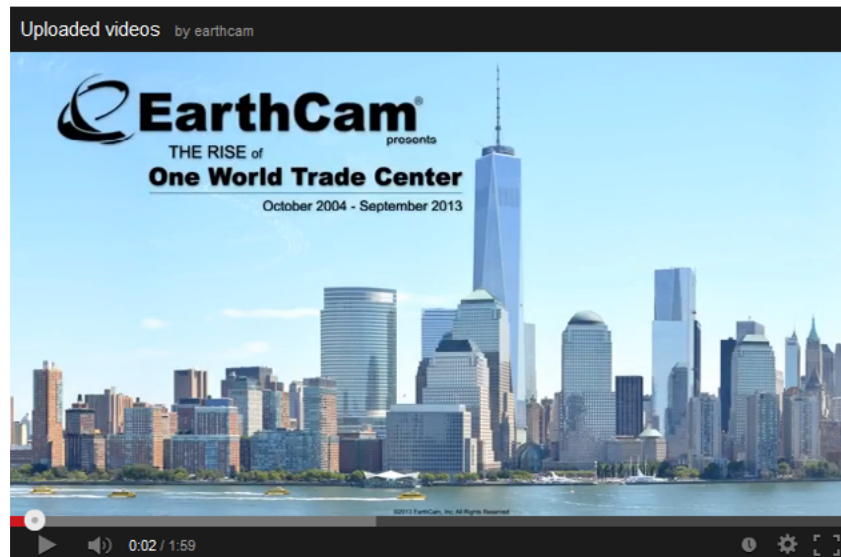 Uploaded videos by earthcam
EarthCam®
presents
THE RISE of
One World Trade Center
October 2004 - September 2013
©2013 EarthCam, Inc. All Rights Reserved
0:02 / 1:59